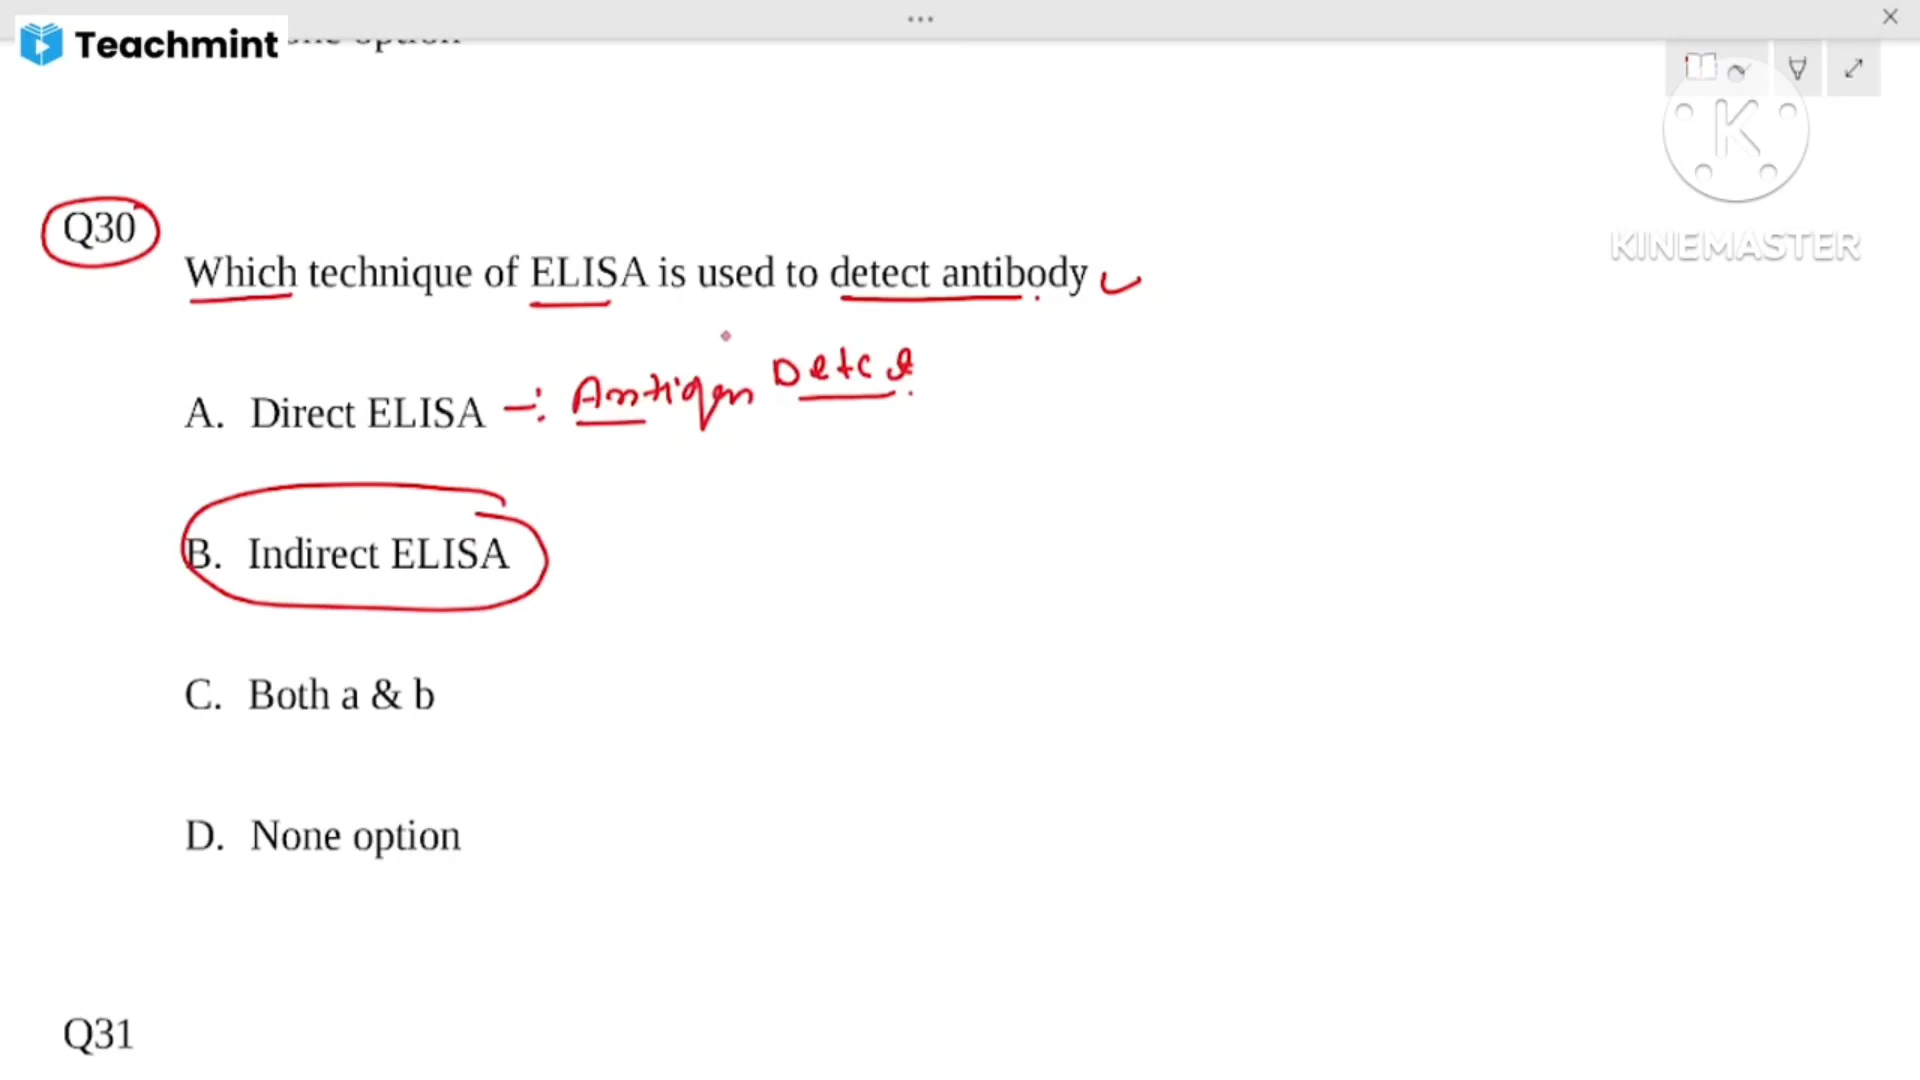 Teachmint
KINEMASTER
Q30
Which technique of ELISA is used to detect antibody
A. Direct ELISA -: Antigen Detct
B. Indirect ELISA
C. Both a & b
D. None option
Q31